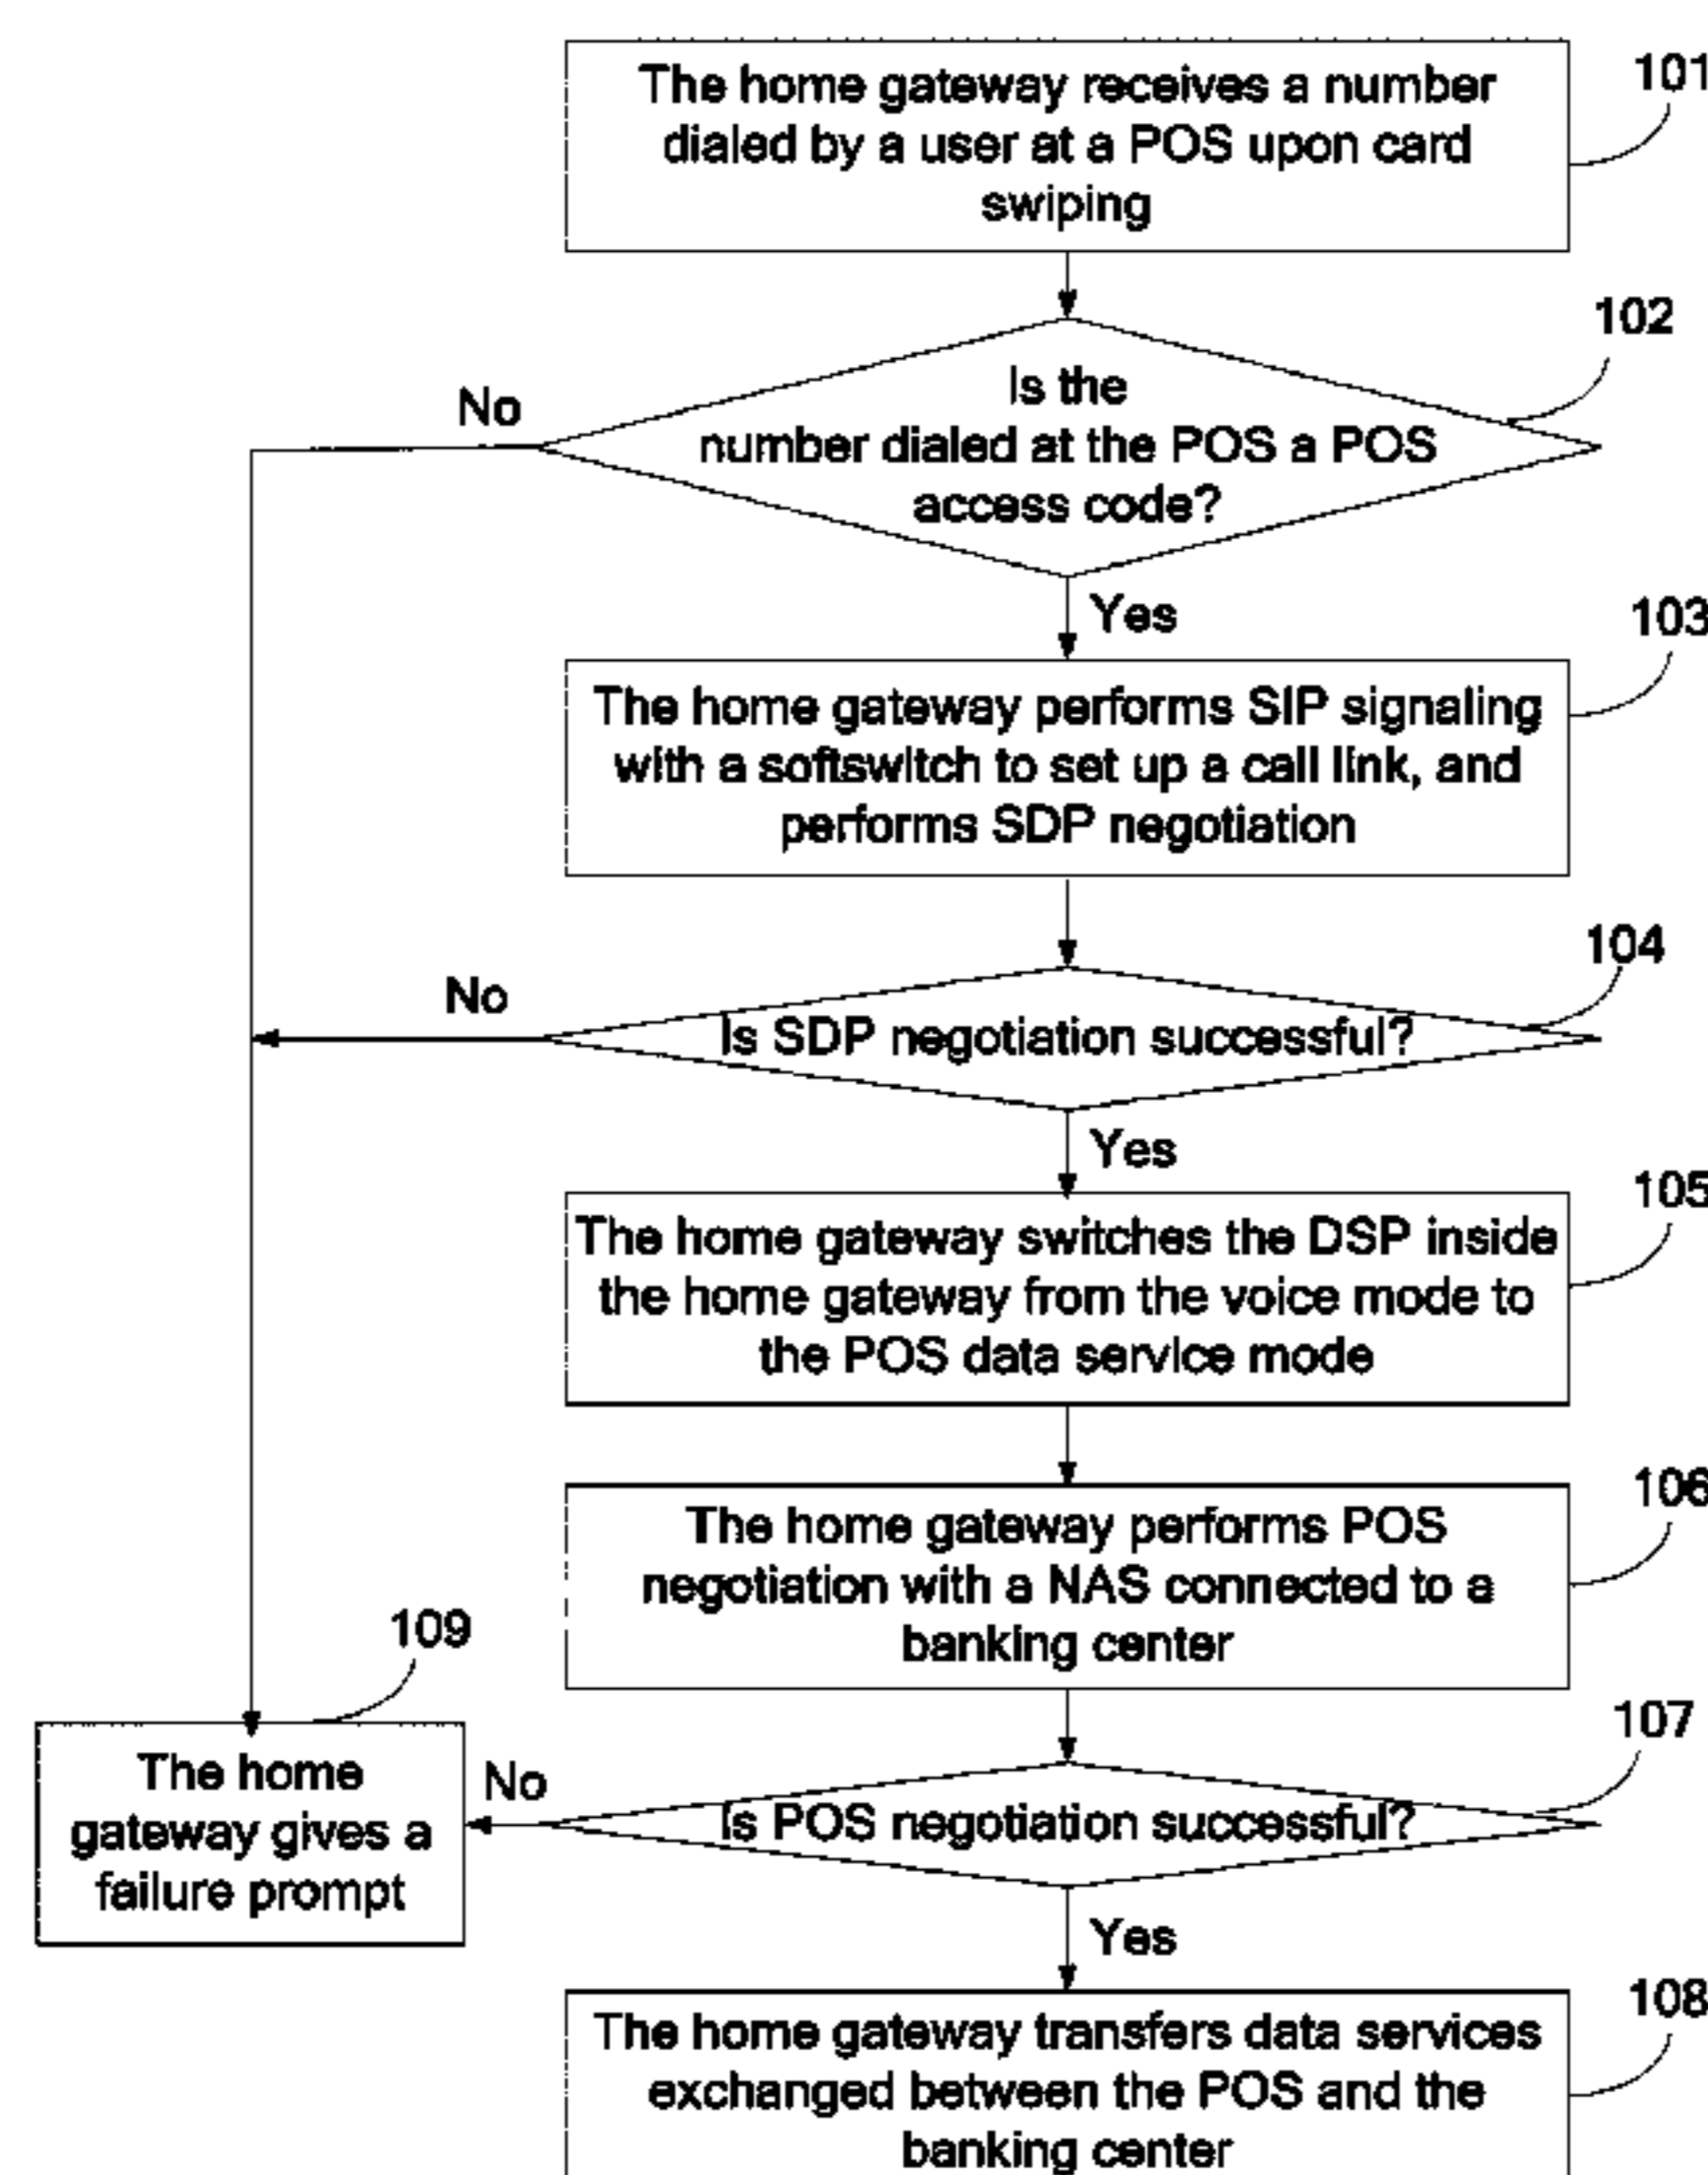 The home gateway receives a number
dialed by a user at a POS upon card
swiping
101
102
Is the
number dialed at the POS a POS
access code?
No
Yes
103
The home gateway performs SIP signaling
with a softswitch to set up a call link, and
performs SDP negotiation
104
No
Is SDP negotiation successful?
Yes
105
The home gateway switches the DSP inside
the home gateway from the voice mode to
the POS data service mode
106
The home gateway performs POS
negotiation with a NAS connected to a
banking center
109
107
The home
gateway gives a
failure prompt
No
Is POS negotiation successful?
Yes
108
The home gateway transfers data services
exchanged between the POS and the
banking center